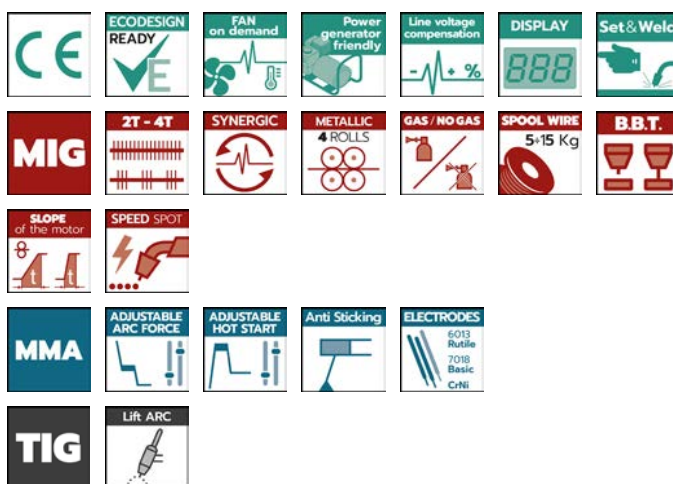 CE
ECODESIGN
READY
E
FAN
on demand
Power
generator
friendly
Line voltage
compensation
- + %
DISPLAY
888
Set&Weld
MIG
2T - 4T
SYNERGIC
METALLIC
4 ROLLS
GAS / NO GAS
SPOOL WIRE
5÷15 Kg
B.B.T.
SLOPE
of the motor
t t
SPEED SPOT
MMA
ADJUSTABLE
ARC FORCE
ADJUSTABLE
HOT START
Anti Sticking
ELECTRODES
6013
Rutile
7018
Basic
CrNi
TIG
Lift ARC